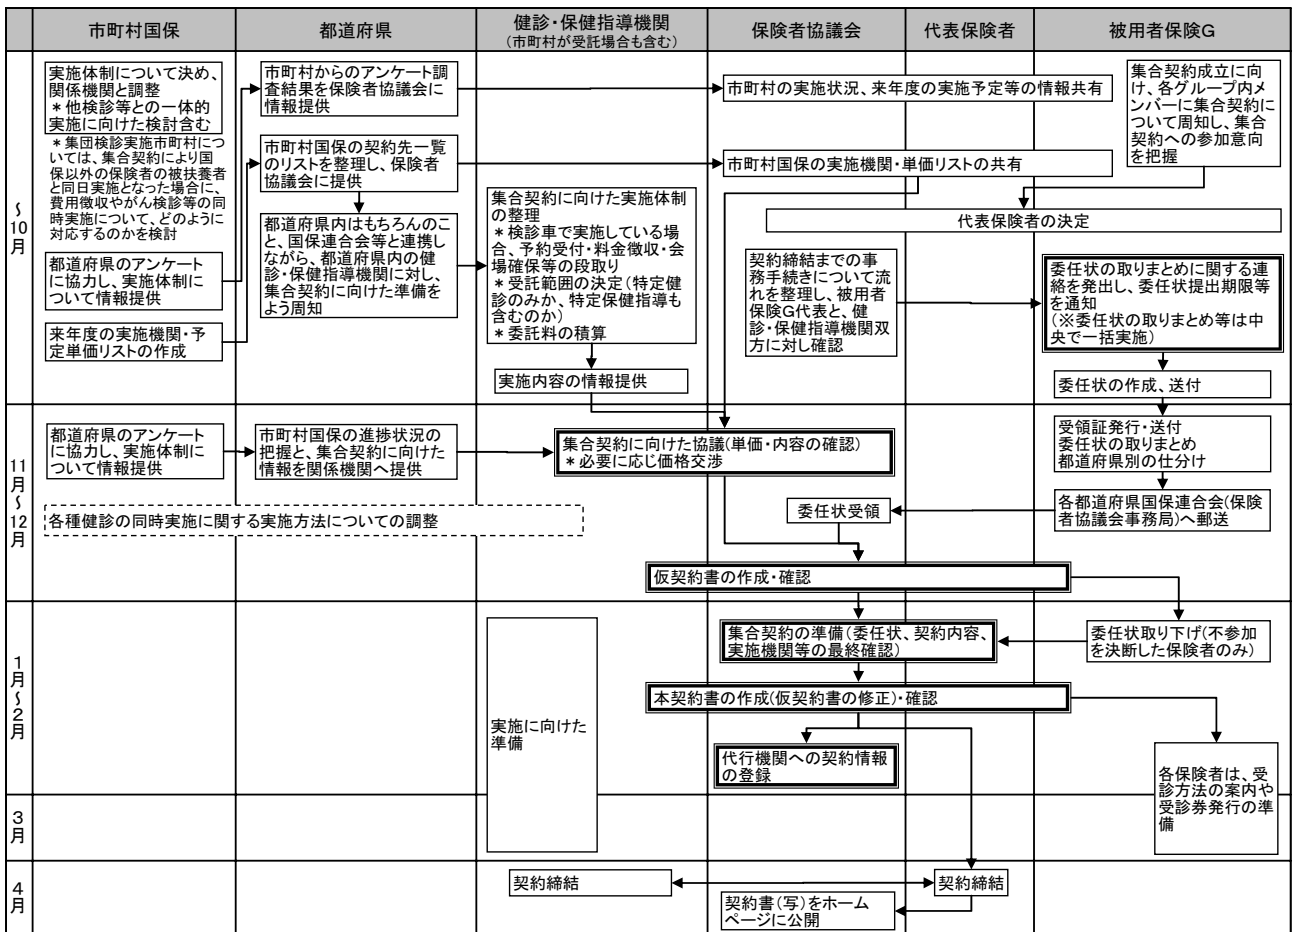 市町村国保
都道府県
健診・保健指導機関
(市町村が受託場合も含む)
保険者協議会
代表保険者
被用者保険G
～10月
実施体制について決め、
関係機関と調整
＊他検診等との一体的
実施に向けた検討含む
＊集団検診実施市町村につ
いては、集合契約により国
保以外の保険者の被扶養者
と同日実施となった場合に、
費用徴収やがん検診等の同
時実施について、どのように
対応するのかを検討
都道府県のアンケート
に協力し、実施体制に
ついて情報提供
来年度の実施機関・予
定単価リストの作成
市町村からのアンケート調
査結果を保険者協議会に
情報提供
市町村国保の契約先一覧
のリストを整理し、保険者
協議会に提供
都道府県内はもちろんのこ
と、国保連合会等と連携し
ながら、都道府県内の健
診・保健指導機関に対し、
集合契約に向けた準備を
よう周知
集合契約に向けた実施体制
の整理
＊検診車で実施している場
合、予約受付・料金徴収・会
場確保等の段取り
＊受託範囲の決定(特定健
診のみか、特定保健指導も
含むのか)
＊委託料の積算
実施内容の情報提供
市町村の実施状況、来年度の実施予定等の情報共有
市町村国保の実施機関・単価リストの共有
代表保険者の決定
契約締結までの事
務手続きについて流
れを整理し、被用者
保険G代表と、健
診・保健指導機関双
方に対し確認
集合契約成立に向
け、各グループ内メ
ンバーに集合契約に
ついて周知し、集合
契約への参加意向
を把握
委任状の取りまとめに関する連
絡を発出し、委任状提出期限等
を通知
(※委任状の取りまとめ等は中
央で一括実施)
委任状の作成、送付
11月～12月
都道府県のアンケート
に協力し、実施体制に
ついて情報提供
市町村国保の進捗状況の
把握と、集合契約に向けた
情報を関係機関へ提供
集合契約に向けた協議(単価・内容の確認)
＊必要に応じ価格交渉
受領証発行・送付
委任状の取りまとめ
都道府県別の仕分け
各種健診の同時実施に関する実施方法についての調整
委任状受領
各都道府県国保連合会(保険
者協議会事務局)へ郵送
仮契約書の作成・確認
1月～2月
実施に向けた
準備
集合契約の準備(委任状、契約内容、
実施機関等の最終確認)
委任状取り下げ(不参加
を決断した保険者のみ)
本契約書の作成(仮契約書の修正)・確認
代行機関への契約情報
の登録
各保険者は、受
診方法の案内や
受診券発行の準
備
3月
4月
契約締結
契約締結
契約書(写)をホーム
ページに公開